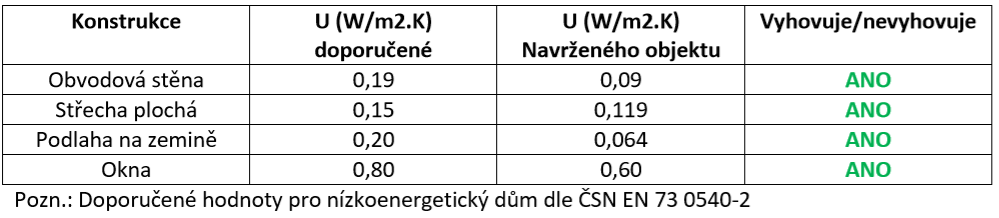 Konstrukce U (W/m2.K) doporučené U (W/m2.K) Navrženého objektu Vyhovuje/nevyhovuje
Obvodová stěna 0,19 0,09 ANO
Střecha plochá 0,15 0,119 ANO
Podlaha na zemině 0,20 0,064 ANO
Okna 0,80 0,60 ANO
Pozn.: Doporučené hodnoty pro nízkoenergetický dům dle ČSN EN 73 0540-2